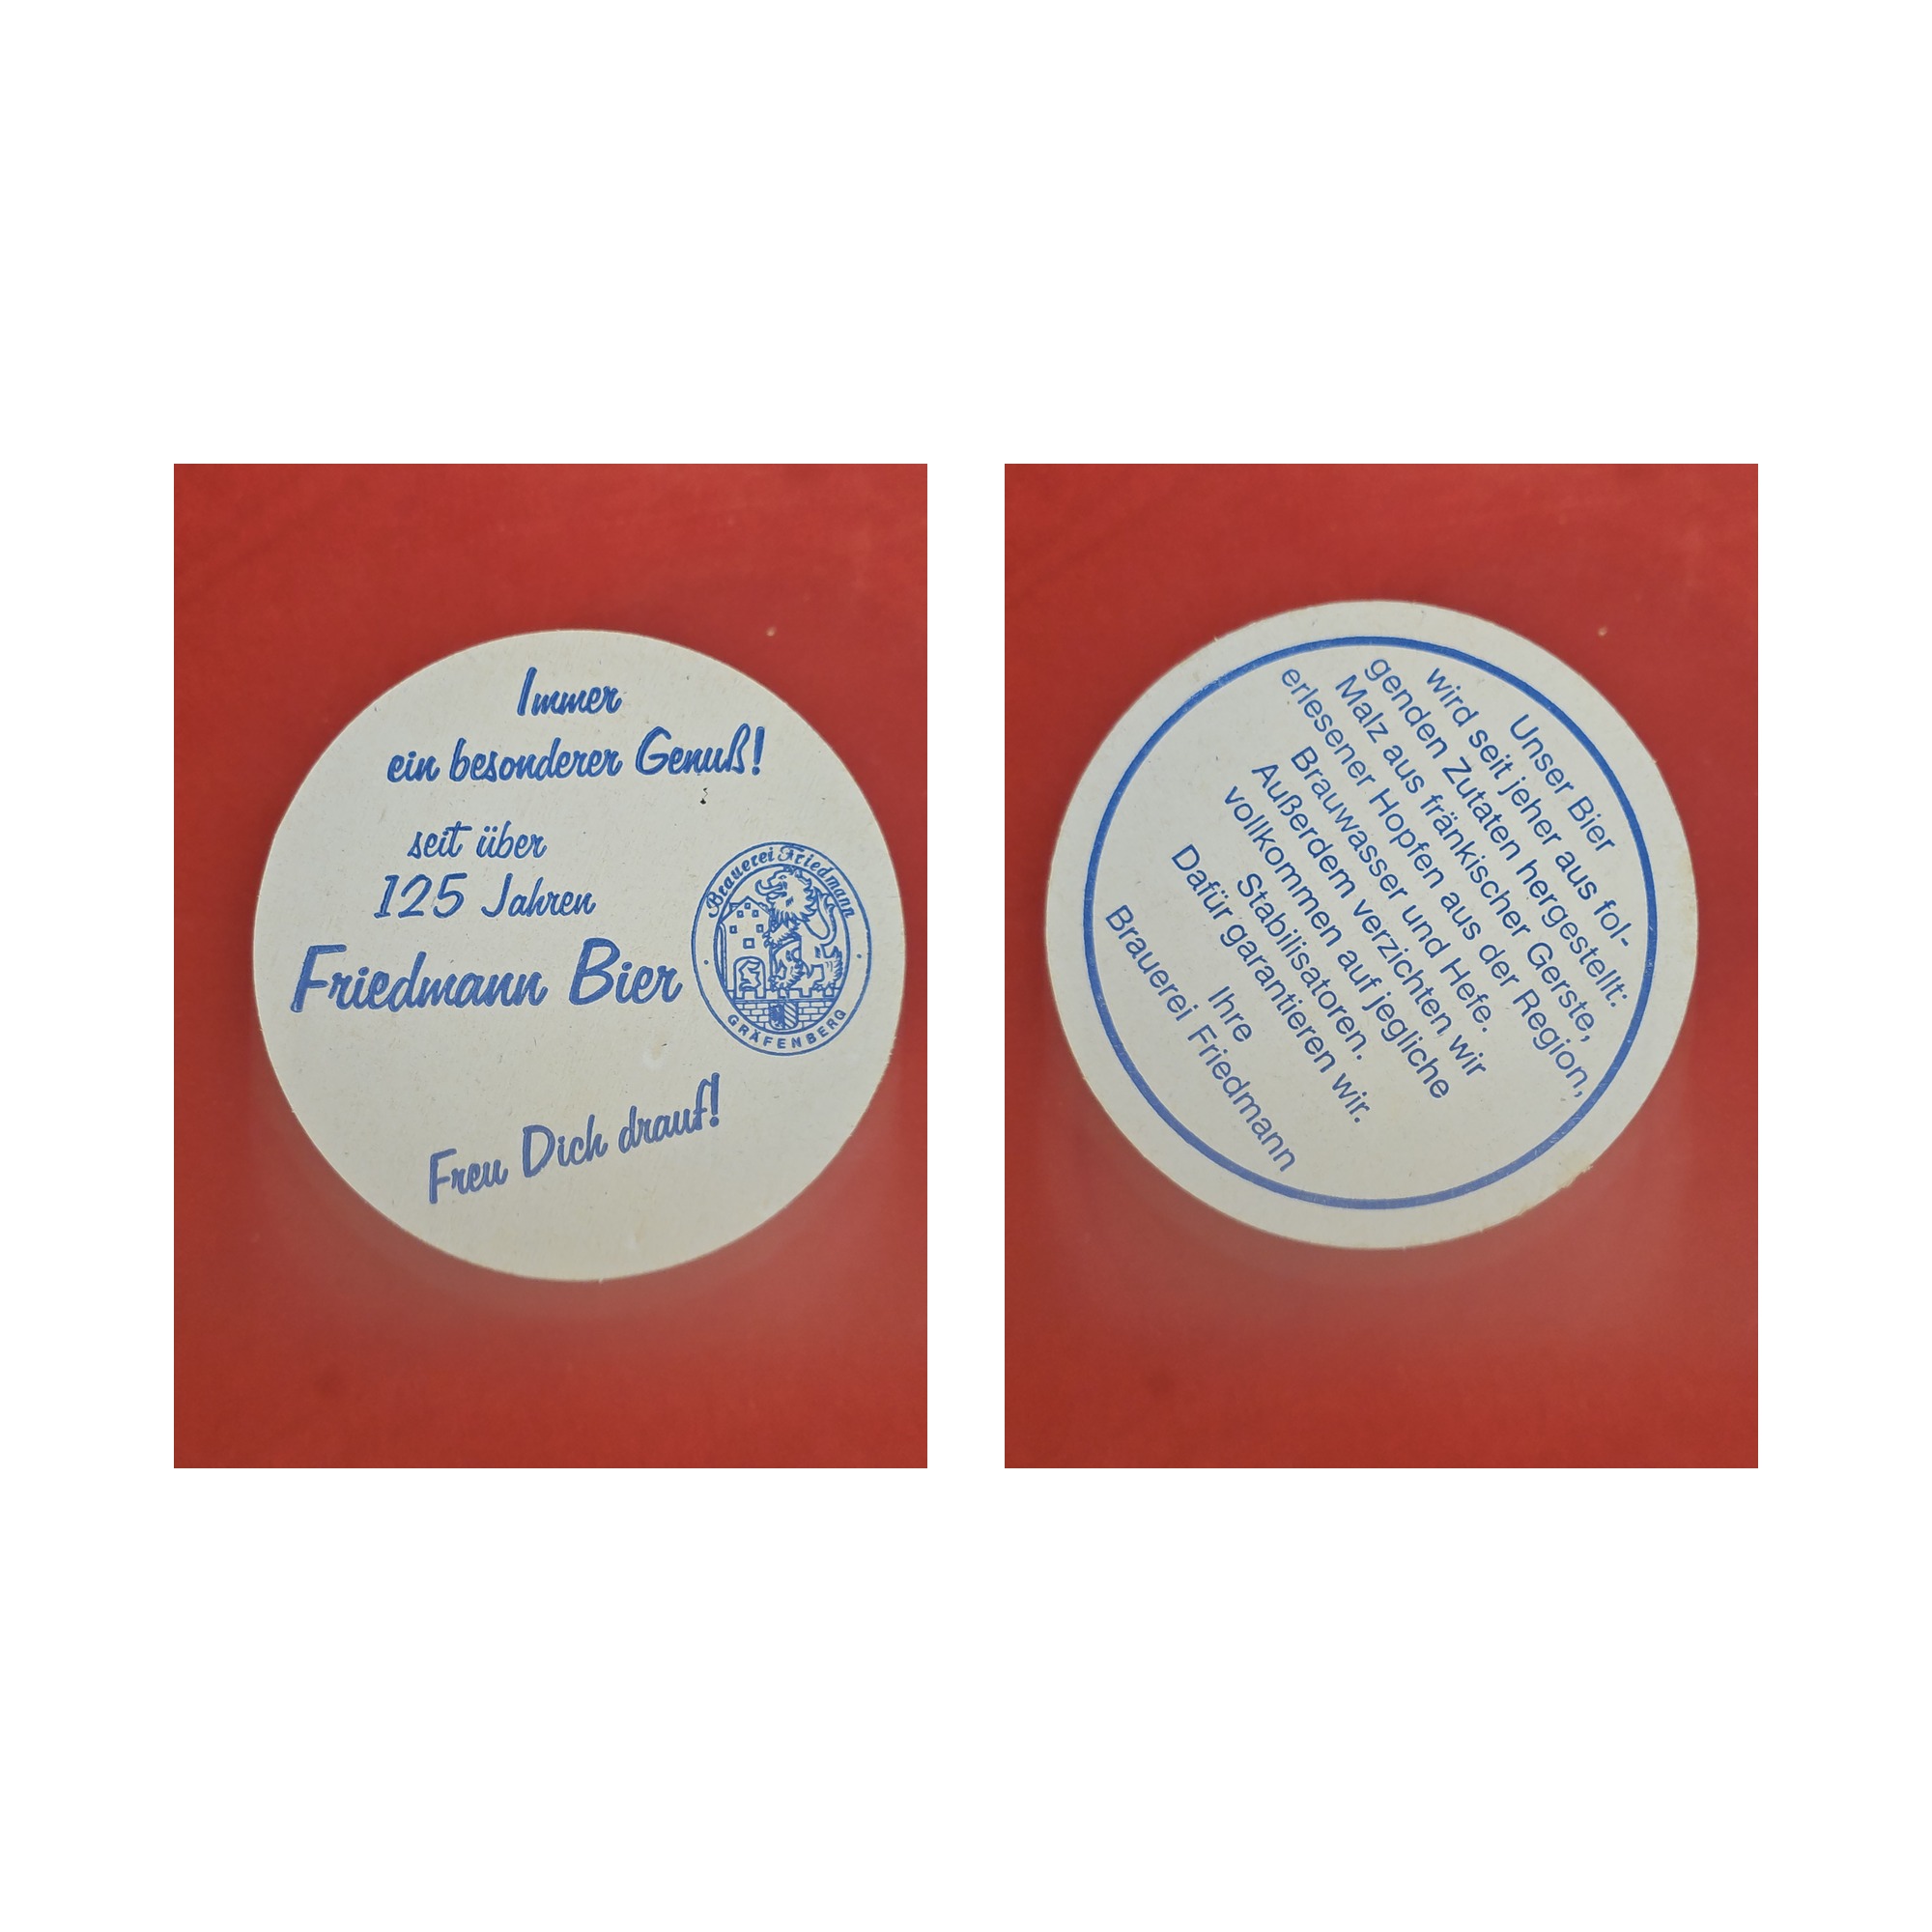 Immer
ein besonderer Genuß!
seit über
125 Jahren
Friedmann Bier
Brauerei Friedmann
GRÄFENBERG
Freu Dich drauf!
Unser Bier
wird seit jeher aus fol-
genden Zutaten hergestellt:
Malz aus fränkischer Gerste,
erlesener Hopfen aus der Region,
Brauwasser und Hefe.
Außerdem verzichten wir
vollkommen auf jegliche
Stabilisatoren.
Dafür garantieren wir.
Ihre
Brauerei Friedmann